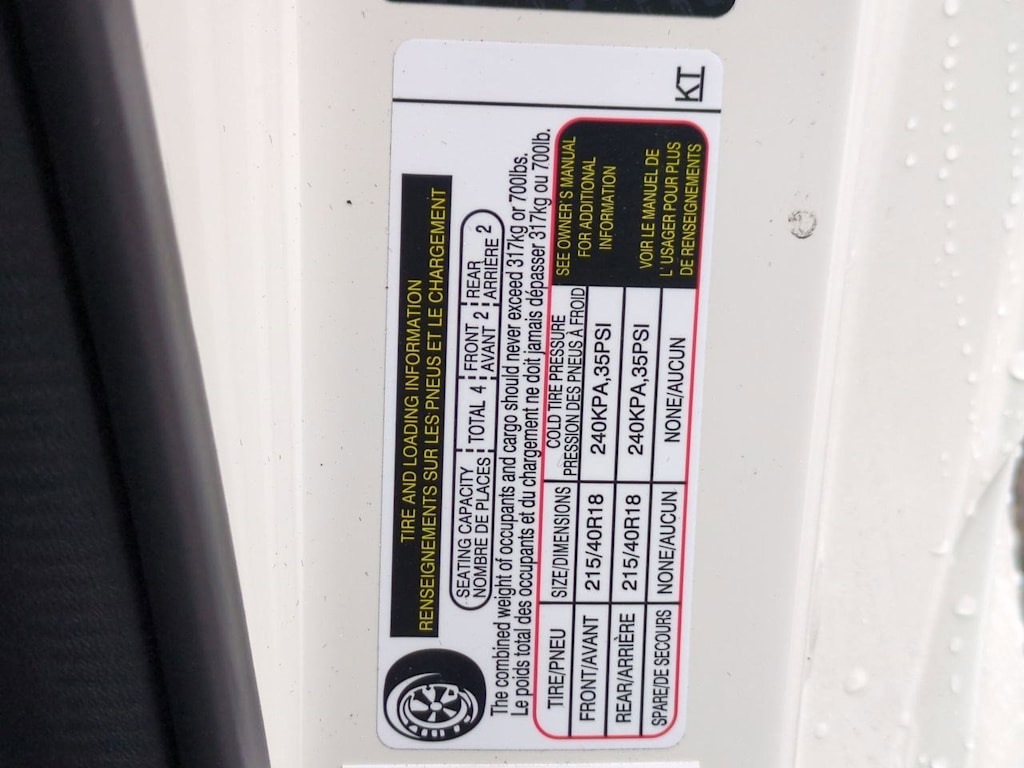 KT
TIRE AND LOADING INFORMATION
RENSEIGNEMENTS SUR LES PNEUS ET LE CHARGEMENT
SEATING CAPACITY TOTAL 4 FRONT 2 REAR 2
NOMBRE DE PLACES AVANT ARRIÈRE
The combined weight of occupants and cargo should never exceed 317kg or 700lbs.
Le poids total des occupants et du chargement ne doit jamais dépasser 317kg ou 700lb.
TIRE/PNEU SIZE/DIMENSIONS COLD TIRE PRESSURE
PRESSION DES PNEUS À FROID
FRONT/AVANT 215/40R18 240KPA,35PSI
REAR/ARRIÈRE 215/40R18 240KPA,35PSI
SPARE/DE SECOURS NONE/AUCUN NONE/AUCUN
SEE OWNER'S MANUAL
FOR ADDITIONAL
INFORMATION
VOIR LE MANUEL DE
L'USAGER POUR PLUS
DE RENSEIGNEMENTS